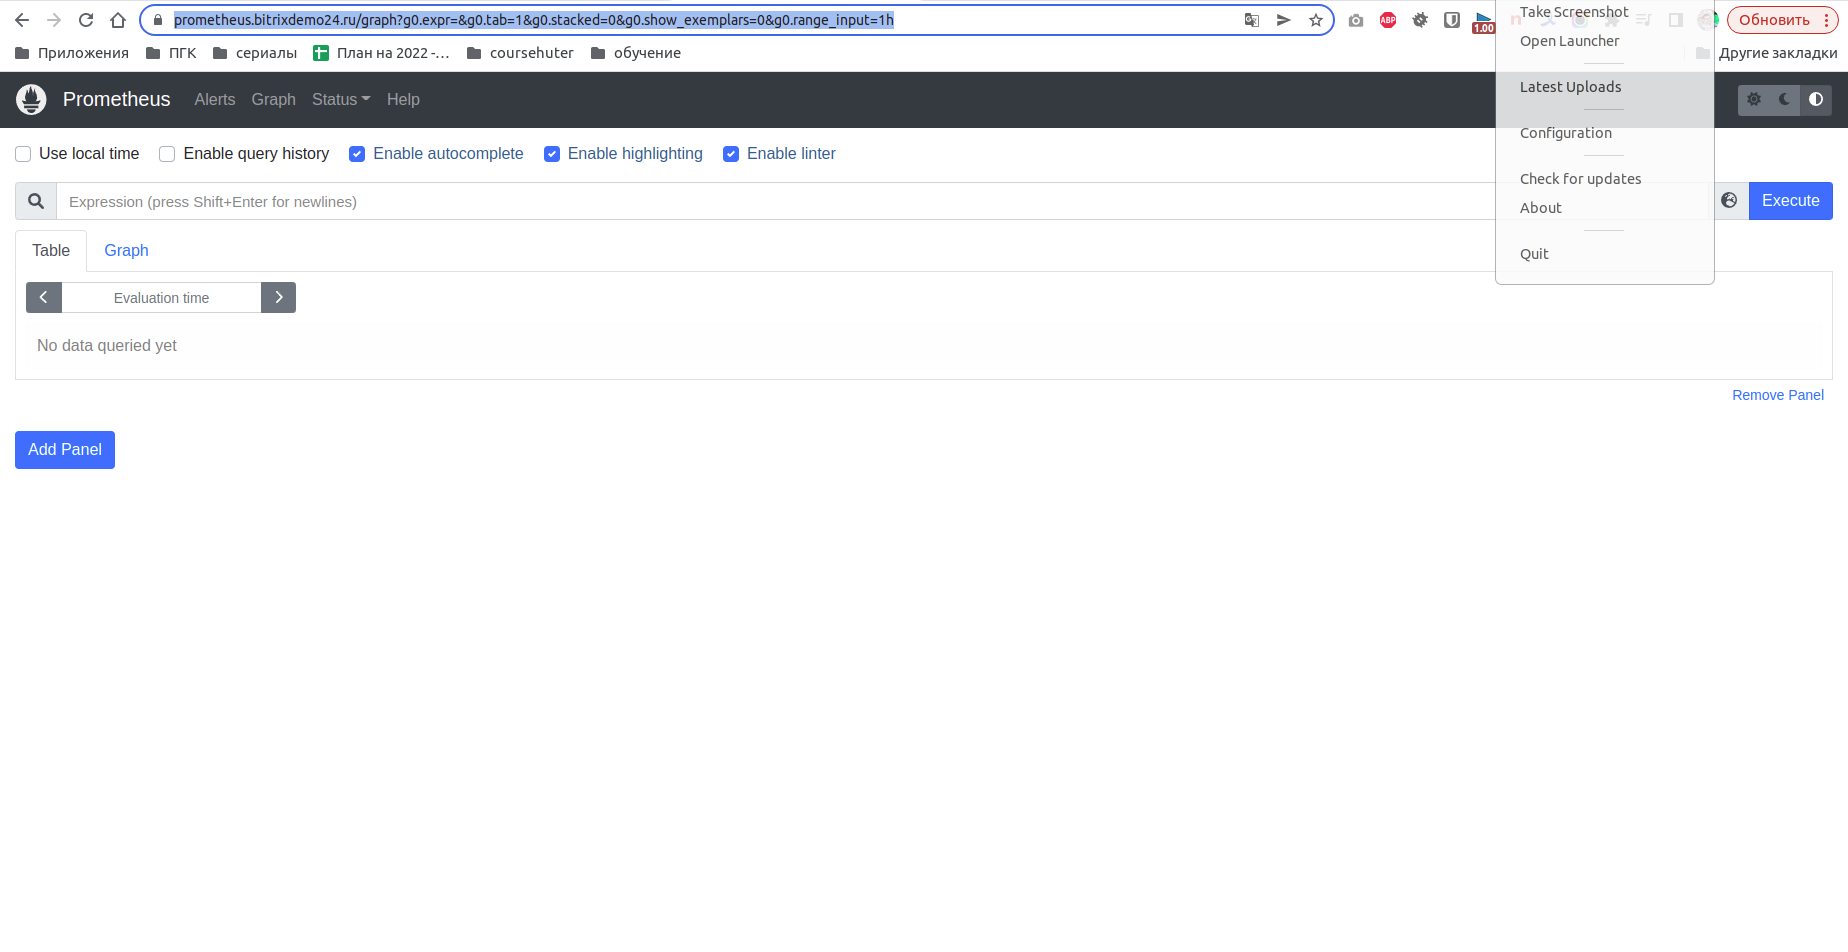 prometheus.bitrixdemo24.ru/graph?g0.expr=&g0.tab=1&g0.stacked=0&g0.show_exemplars=0&g0.range_input=1h
ABP
1.00
Обновить
Take Screenshot
Open Launcher
Latest Uploads
Configuration
Check for updates
About
Quit
Приложения
ПГК
сериалы
План на 2022 -...
coursehuter
обучение
Другие закладки
Prometheus
Alerts
Graph
Status
Help
Use local time
Enable query history
Enable autocomplete
Enable highlighting
Enable linter
Expression (press Shift+Enter for newlines)
Execute
Table
Graph
Evaluation time
No data queried yet
Remove Panel
Add Panel